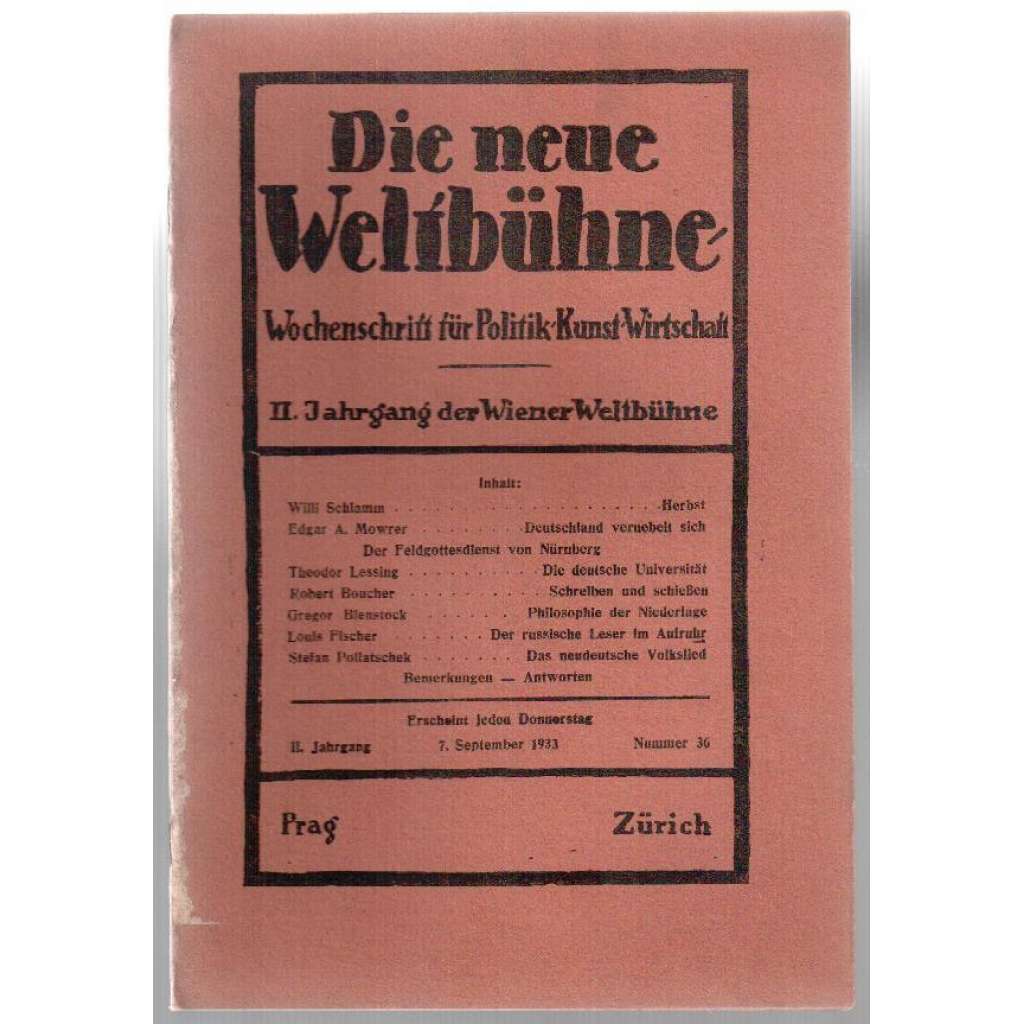 Die neue
Weltbühne
Wochenschrift für Politik·Kunst·Wirtschaft
II. Jahrgang der Wiener Weltbühne
Inhalt:
Willi Schlamm . . . . . . . . . . . . . . . . . . . . . . Herbst
Edgar A. Mowrer . . . . . . . . Deutschland vernebelt sich
Der Feldgottesdienst von Nürnberg
Theodor Lessing . . . . . . . . . . . Die deutsche Universität
Robert Boucher . . . . . . . . . . . Schreiben und schießen
Gregor Bienstock . . . . . . . . Philosophie der Niederlage
Louis Fischer . . . . . . . Der russische Leser im Aufruhr
Stefan Pollatschek . . . . . . . . Das neudeutsche Volkslied
Bemerkungen — Antworten
Erscheint jeden Donnerstag
II. Jahrgang 7. September 1933 Nummer 36
Prag Zürich